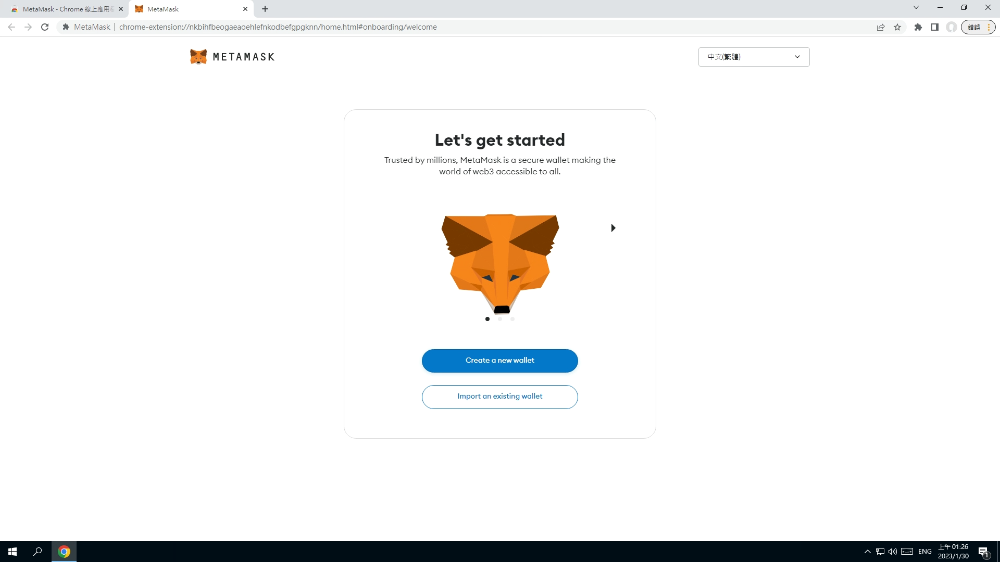 MetaMask - Chrome 線上應用程
MetaMask
MetaMask
chrome-extension://nkbihfbeogaeaoehlefnkodbefgpgknn/home.html#onboarding/welcome
錯誤
METAMASK
中文(繁體)
Let's get started
Trusted by millions, MetaMask is a secure wallet making the
world of web3 accessible to all.
Create a new wallet
Import an existing wallet
ENG
上午 01:26
2023/1/30
1